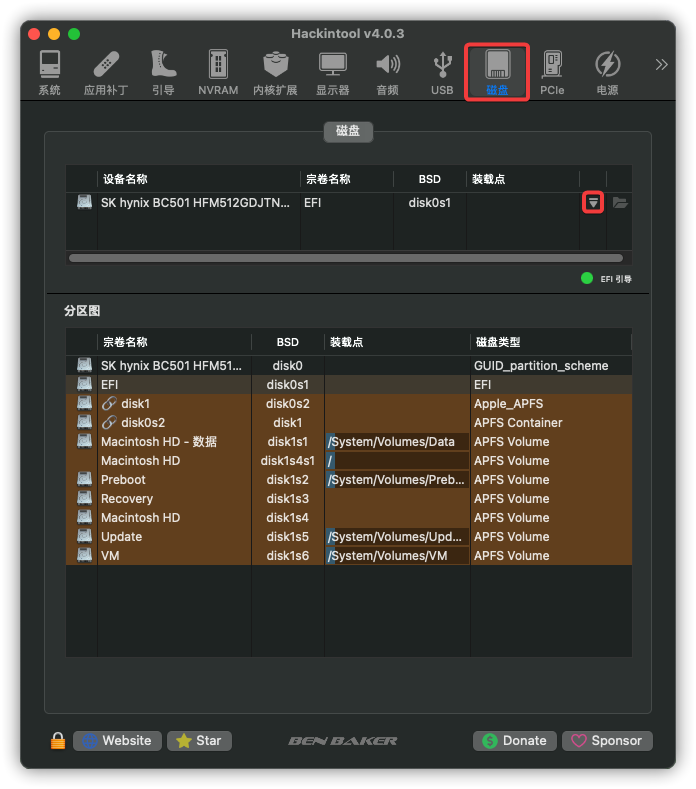 Hackintool v4.0.3
系统 应用补丁 引导 NVRAM 内核扩展 显示器 音频 USB 磁盘 PCIe 电源
磁盘
设备名称 宗卷名称 BSD 装载点
SK hynix BC501 HFM512GDJTN... EFI disk0s1
EFI 引导
分区图
宗卷名称 BSD 装载点 磁盘类型
SK hynix BC501 HFM51... disk0 GUID_partition_scheme
EFI disk0s1 EFI
disk1 disk0s2 Apple_APFS
disk0s2 disk1 APFS Container
Macintosh HD - 数据 disk1s1 /System/Volumes/Data APFS Volume
Macintosh HD disk1s4s1 / APFS Volume
Preboot disk1s2 /System/Volumes/Preb... APFS Volume
Recovery disk1s3 APFS Volume
Macintosh HD disk1s4 APFS Volume
Update disk1s5 /System/Volumes/Upd... APFS Volume
VM disk1s6 /System/Volumes/VM APFS Volume
Website Star BEN BAKER Donate Sponsor